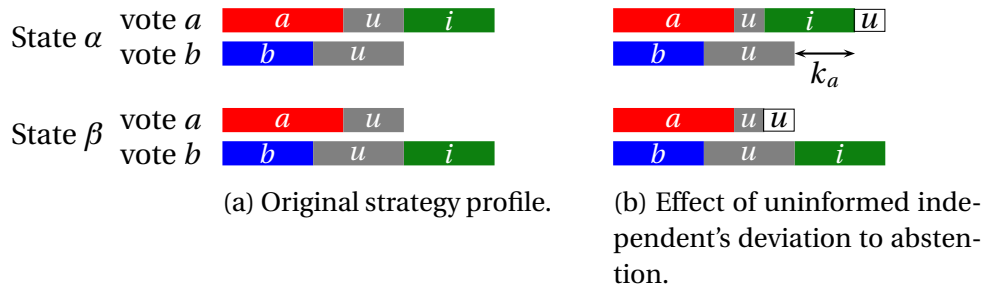 State α
vote a
a u i
vote b
b u
State β
vote a
a u
vote b
b u i
(a) Original strategy profile.
a u i u
b u
kₐ
a u u
b u i
(b) Effect of uninformed inde-
pendent's deviation to absten-
tion.